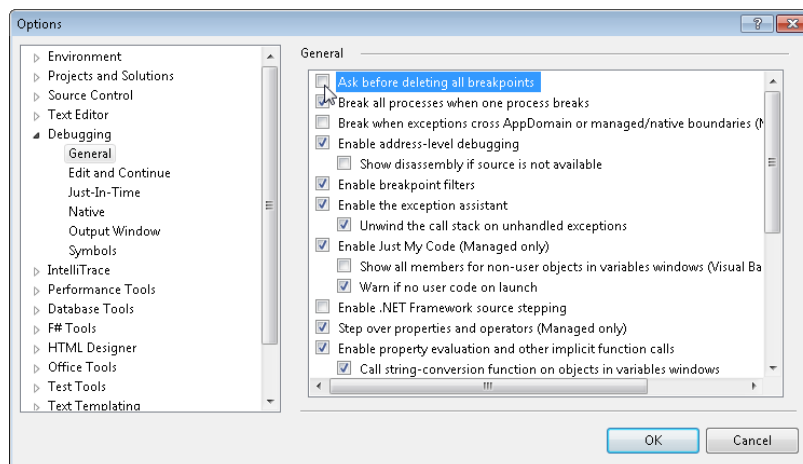 Options
Environment
Projects and Solutions
Source Control
Text Editor
Debugging
General
Edit and Continue
Just-In-Time
Native
Output Window
Symbols
IntelliTrace
Performance Tools
Database Tools
F# Tools
HTML Designer
Office Tools
Test Tools
Text Templating
General
Ask before deleting all breakpoints
Break all processes when one process breaks
Break when exceptions cross AppDomain or managed/native boundaries (M
Enable address-level debugging
Show disassembly if source is not available
Enable breakpoint filters
Enable the exception assistant
Unwind the call stack on unhandled exceptions
Enable Just My Code (Managed only)
Show all members for non-user objects in variables windows (Visual Ba
Warn if no user code on launch
Enable .NET Framework source stepping
Step over properties and operators (Managed only)
Enable property evaluation and other implicit function calls
Call string-conversion function on objects in variables windows
OK
Cancel